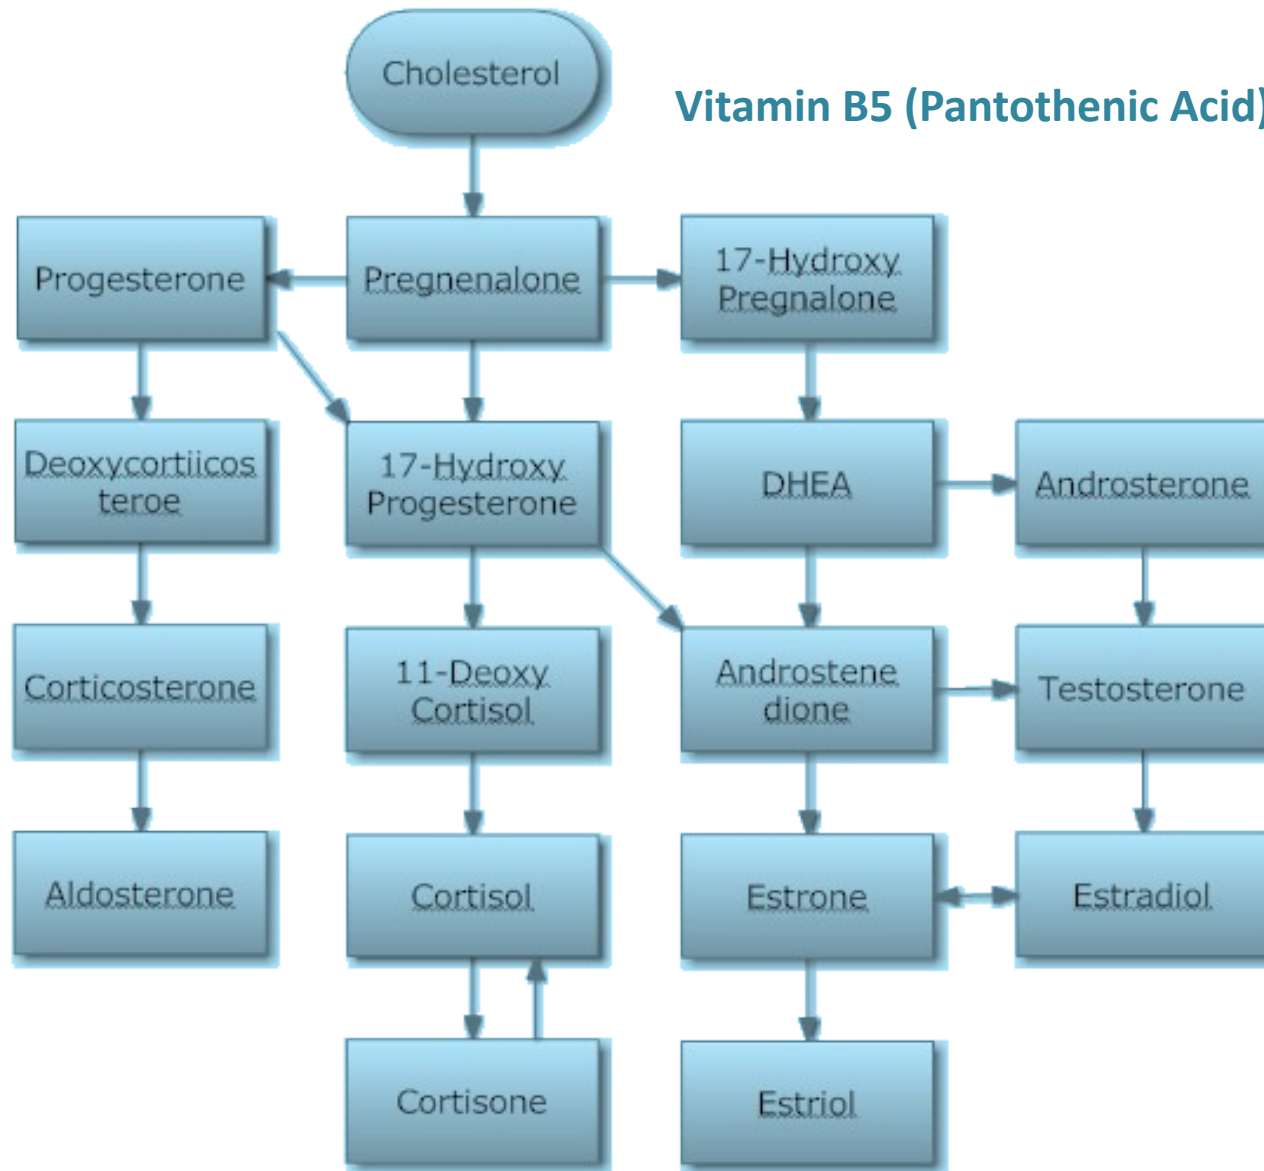 Cholesterol
Vitamin B5 (Pantothenic Acid)
Progesterone
Pregnenalone
17-Hydroxy
Pregnalone
Deoxycortiicos
teroe
17-Hydroxy
Progesterone
DHEA
Androsterone
Corticosterone
11-Deoxy
Cortisol
Androstene
dione
Testosterone
Aldosterone
Cortisol
Estrone
Estradiol
Cortisone
Estriol